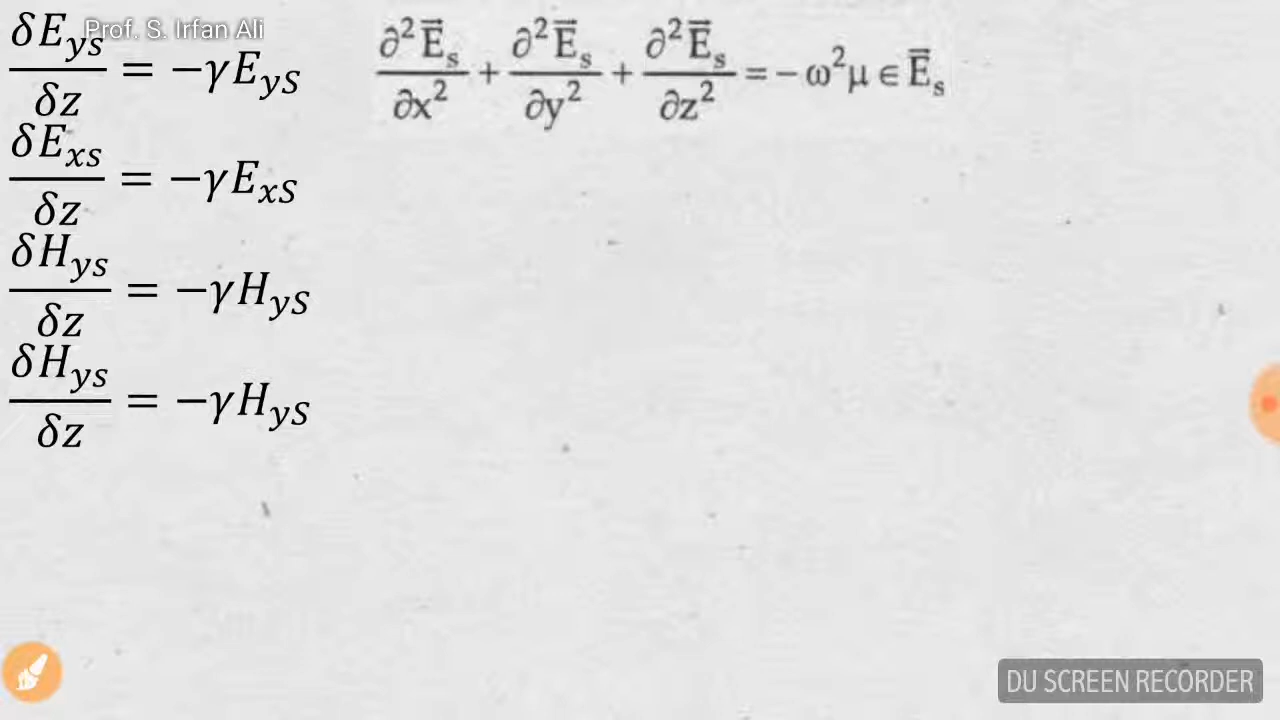 Prof. S. Irfan Ali
δE_ys/δz = −γE_yS
∂²E⃗_s/∂x² + ∂²E⃗_s/∂y² + ∂²E⃗_s/∂z² = − ω²μ ∈ E⃗_s
δE_xs/δz = −γE_xS
δH_ys/δz = −γH_yS
δH_ys/δz = −γH_yS
DU SCREEN RECORDER